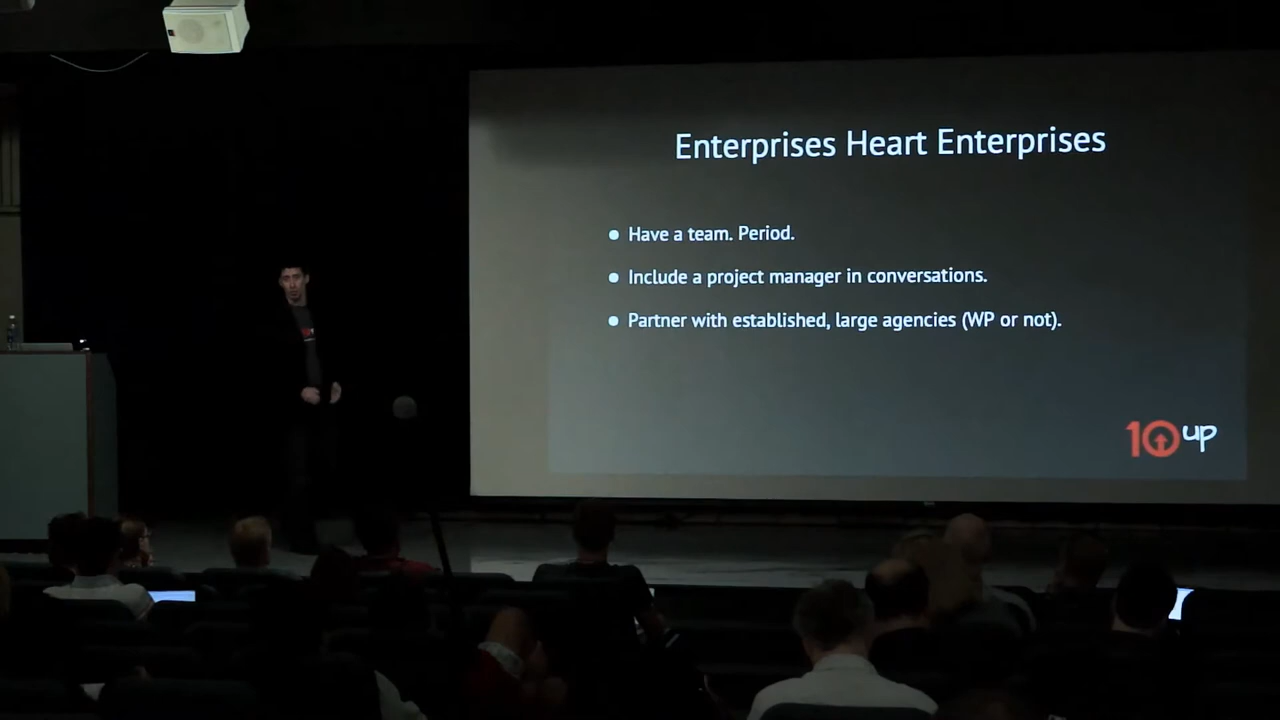 Enterprises Heart Enterprises
● Have a team. Period.
● Include a project manager in conversations.
● Partner with established, large agencies (WP or not).
10up